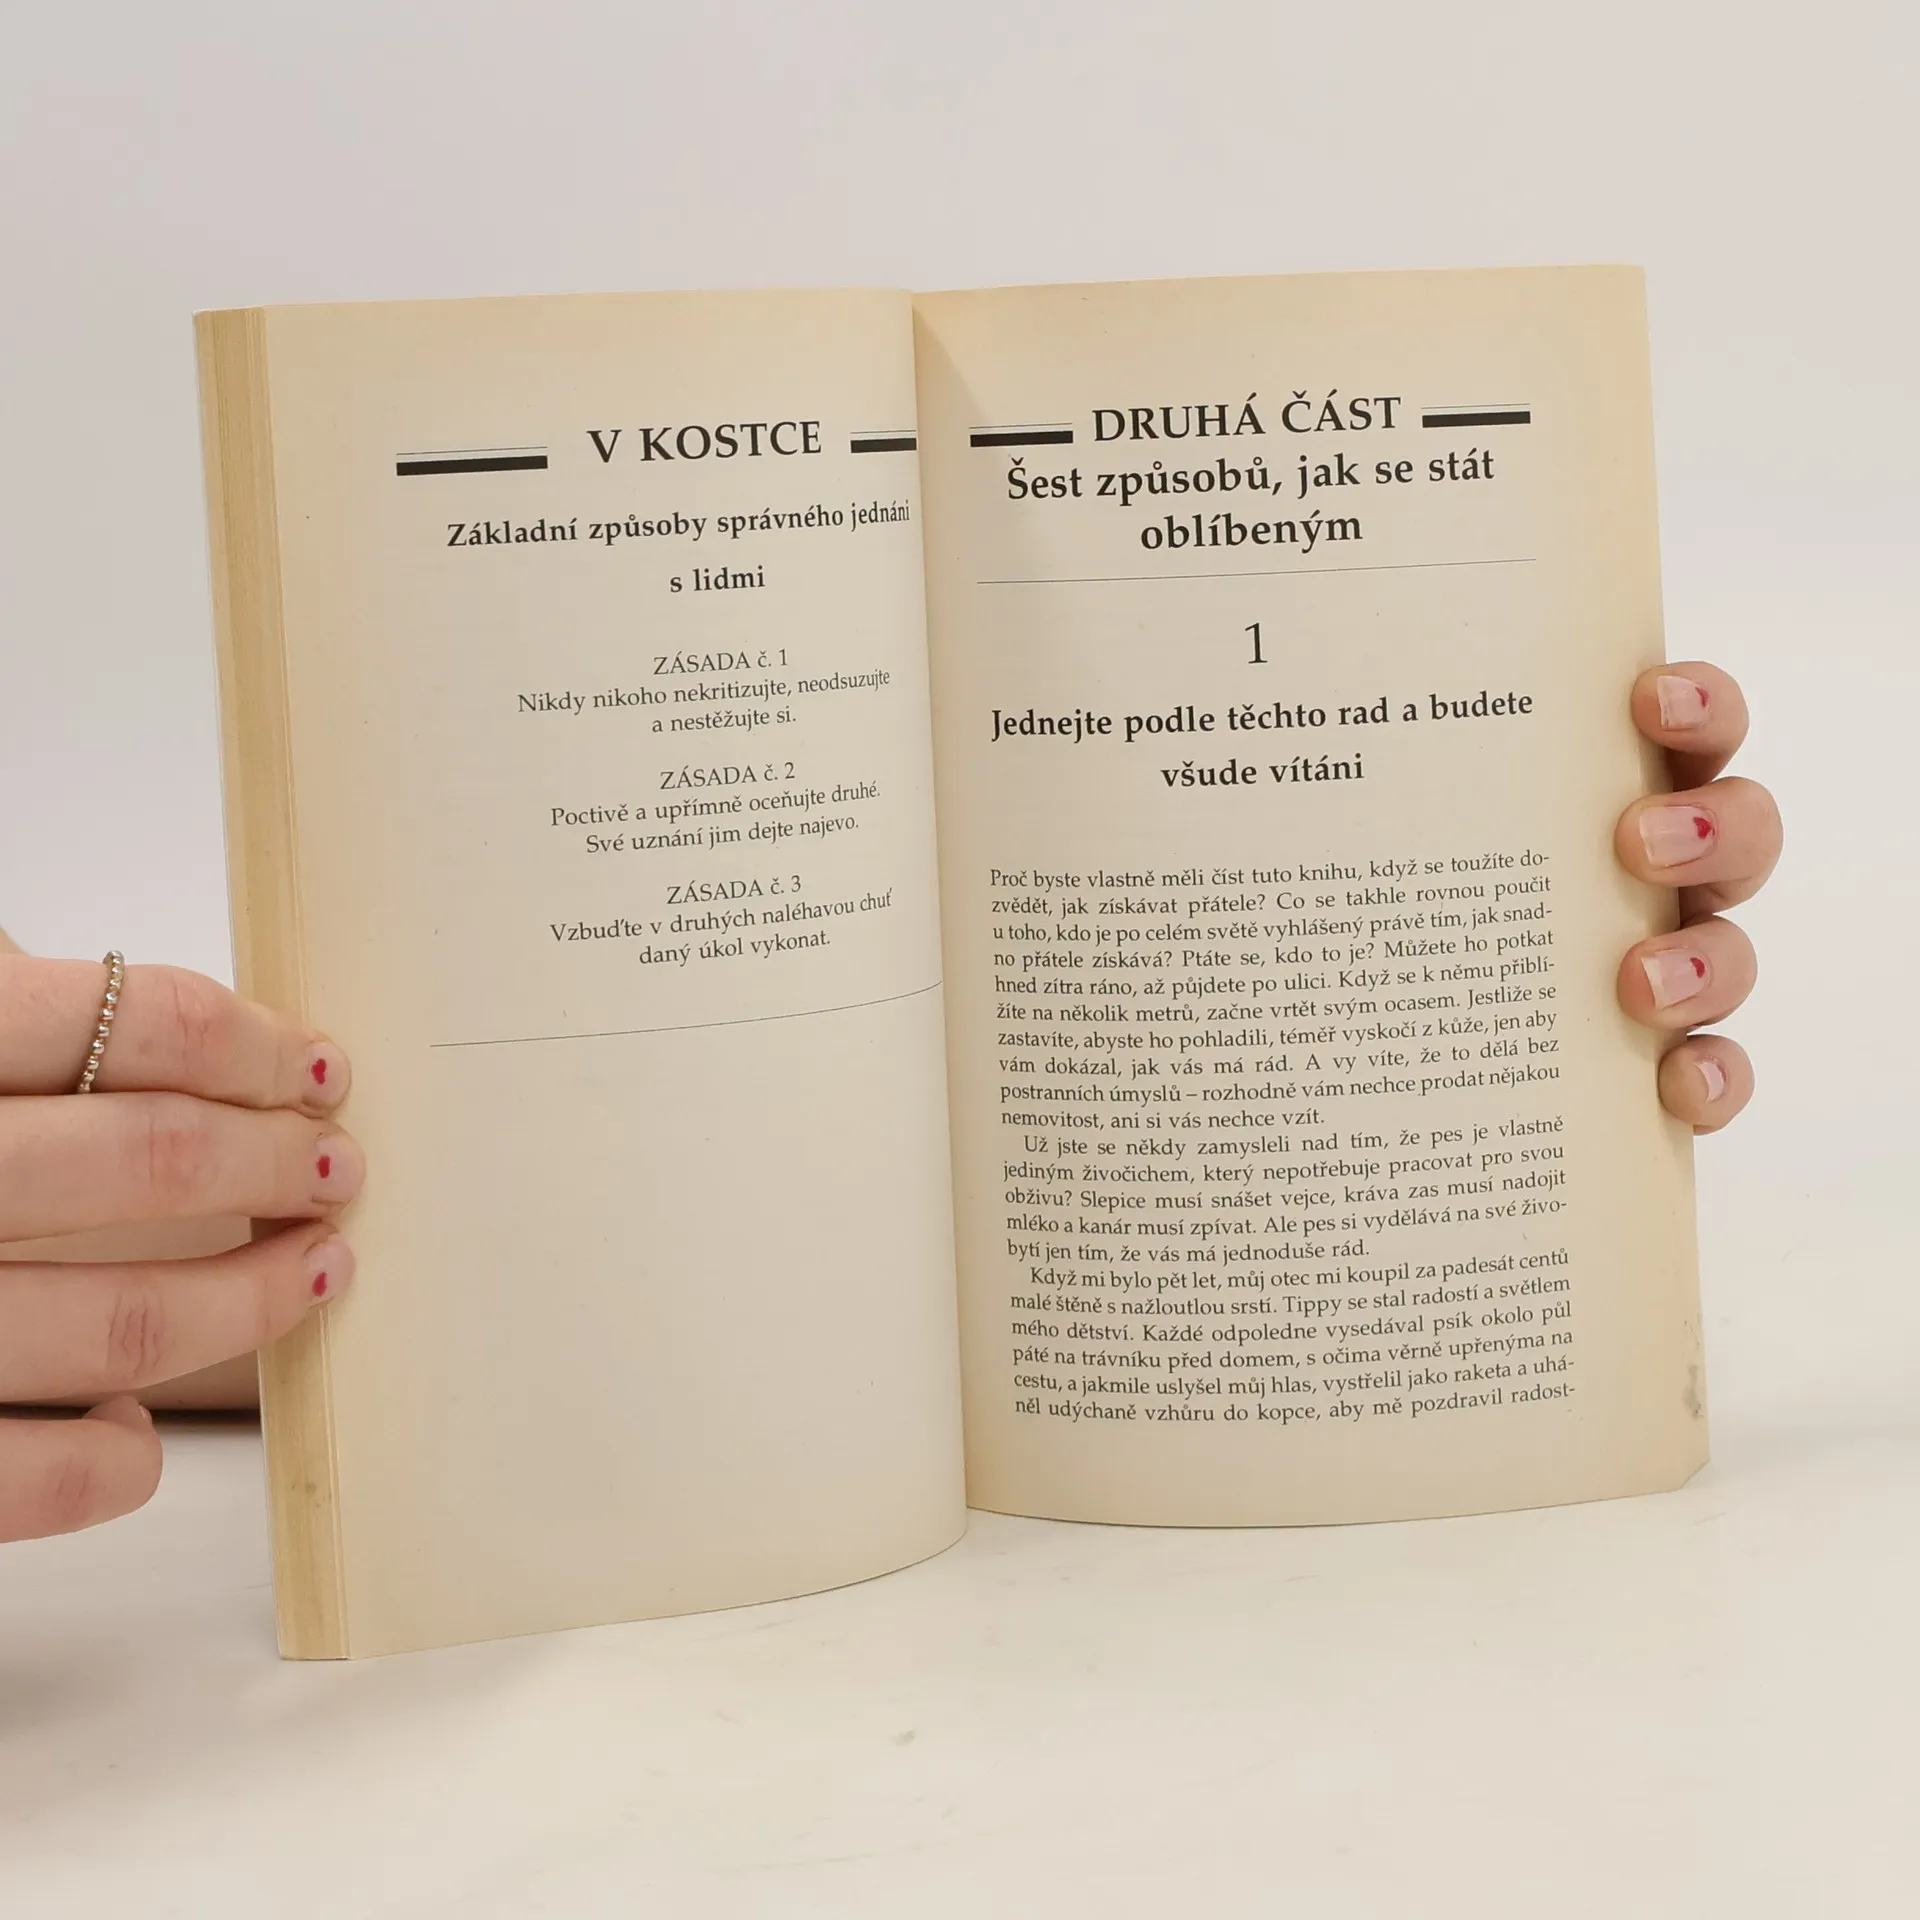 V KOSTCE
Základní způsoby správného jednáni
s lidmi
ZÁSADA č. 1
Nikdy nikoho nekritizujte, neodsuzujte
a nestěžujte si.
ZÁSADA č. 2
Poctivě a upřímně oceňujte druhé.
Své uznání jim dejte najevo.
ZÁSADA č. 3
Vzbuďte v druhých naléhavou chuť
daný úkol vykonat.
DRUHÁ ČÁST
Šest způsobů, jak se stát
oblíbeným
1
Jednejte podle těchto rad a budete
všude vítáni
Proč byste vlastně měli číst tuto knihu, když se toužíte do-
zvědět, jak získávat přátele? Co se takhle rovnou poučit
u toho, kdo je po celém světě vyhlášený právě tím, jak snad-
no přátele získává? Ptáte se, kdo to je? Můžete ho potkat
hned zítra ráno, až půjdete po ulici. Když se k němu přiblí-
žíte na několik metrů, začne vrtět svým ocasem. Jestliže se
zastavíte, abyste ho pohladili, téměř vyskočí z kůže, jen aby
vám dokázal, jak vás má rád. A vy víte, že to dělá bez
postranních úmyslů – rozhodně vám nechce prodat nějakou
nemovitost, ani si vás nechce vzít.
Už jste se někdy zamysleli nad tím, že pes je vlastně
jediným živočichem, který nepotřebuje pracovat pro svou
obživu? Slepice musí snášet vejce, kráva zas musí nadojit
mléko a kanár musí zpívat. Ale pes si vydělává na své živo-
bytí jen tím, že vás má jednoduše rád.
Když mi bylo pět let, můj otec mi koupil za padesát centů
malé štěně s nažloutlou srstí. Tippy se stal radostí a světlem
mého dětství. Každé odpoledne vysedával psík okolo půl
páté na trávníku před domem, s očima věrně upřenýma na
cestu, a jakmile uslyšel můj hlas, vystřelil jako raketa a uhá-
něl udýchaně vzhůru do kopce, aby mě pozdravil radost-